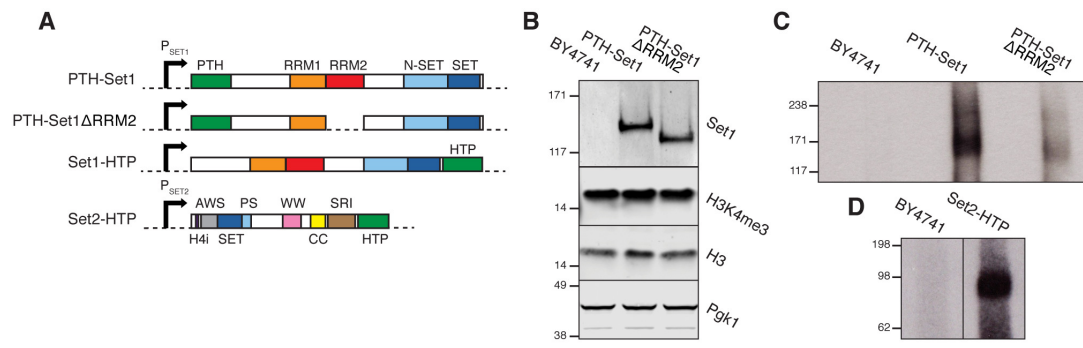 A
P SET1
PTH
RRM1
RRM2
N-SET
SET
PTH-Set1
PTH-Set1ΔRRM2
HTP
Set1-HTP
P SET2
AWS
PS
WW
SRI
Set2-HTP
H4i
SET
CC
HTP
B
BY4741
PTH-Set1
PTH-Set1
ΔRRM2
171
117
Set1
14
H3K4me3
14
H3
49
38
Pgk1
C
BY4741
PTH-Set1
PTH-Set1
ΔRRM2
238
171
117
D
BY4741
Set2-HTP
198
98
62